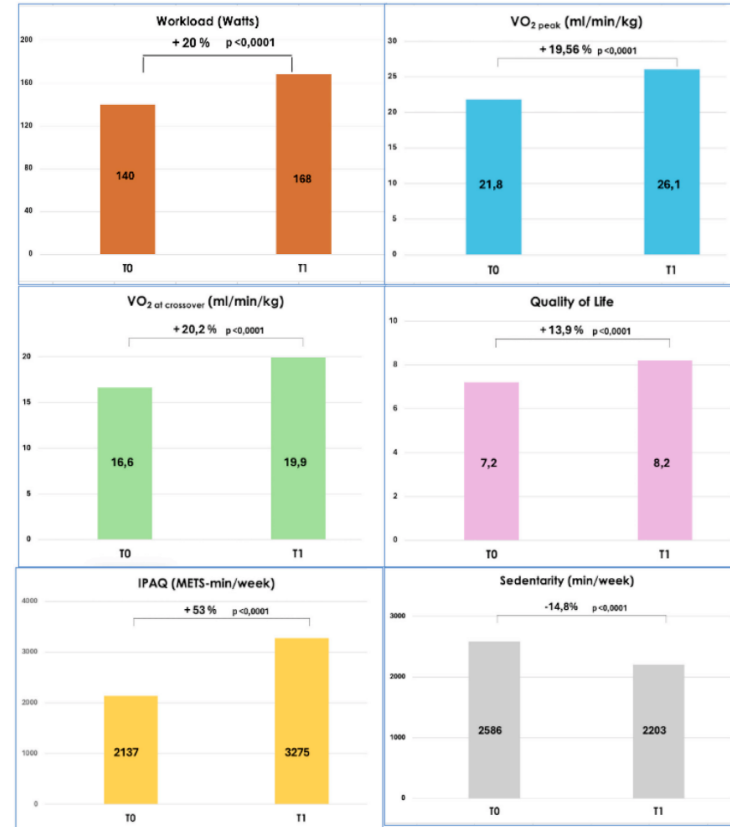 Workload (Watts)
+ 20 % p <0,0001
200
160
120
80
40
0
140
168
T0
T1
VO2 peak (ml/min/kg)
+ 19,56 % p <0,0001
30
25
20
15
10
5
0
21,8
26,1
T0
T1
VO2 at crossover (ml/min/kg)
+ 20,2 % p <0,0001
20
15
10
5
0
16,6
19,9
T0
T1
Quality of Life
+ 13,9 % p <0,0001
10
8
6
4
2
0
7,2
8,2
T0
T1
IPAQ (METS-min/week)
+ 53 % p <0,0001
4000
3000
2000
1000
0
2137
3275
T0
T1
Sedentarity (min/week)
-14,8% p <0,0001
3000
2000
1000
0
2586
2203
T0
T1